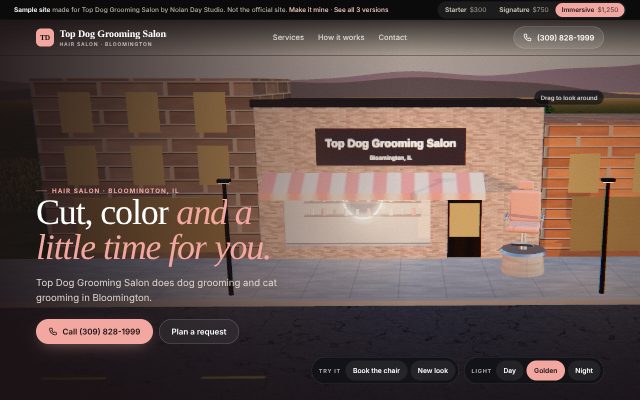 Sample site made for Top Dog Grooming Salon by Nolan Day Studio. Not the official site. Make it mine · See all 3 versions
Starter $300 Signature $750 Immersive $1,250
TD Top Dog Grooming Salon
HAIR SALON · BLOOMINGTON
Services How it works Contact
(309) 828-1999
Drag to look around
Top Dog Grooming Salon
Bloomington, IL
HAIR SALON · BLOOMINGTON, IL
Cut, color and a
little time for you.
Top Dog Grooming Salon does dog grooming and cat
grooming in Bloomington.
Call (309) 828-1999 Plan a request
TRY IT Book the chair New look
LIGHT Day Golden Night